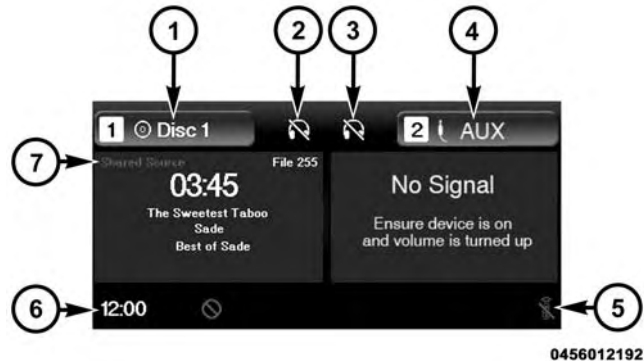 1 2 3 4
1 Disc 1 2 AUX
7
Shared Source File 255
03:45
The Sweetest Taboo
Sade
Best of Sade
No Signal
Ensure device is on
and volume is turned up
6 12:00 5
0456012192